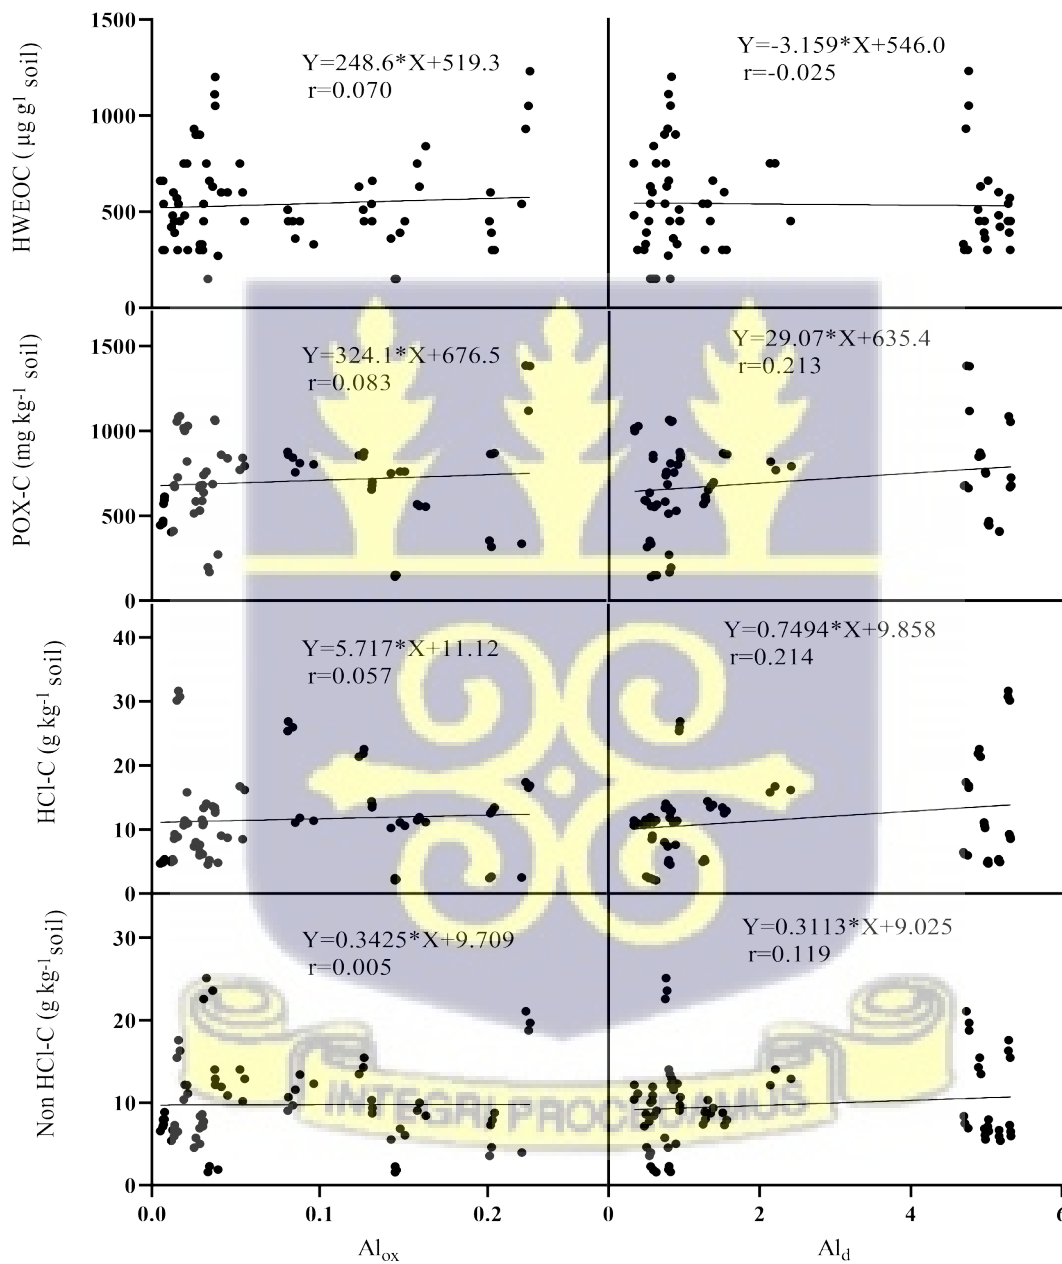 1500
1000
500
0
HWEOC ( µg g¹ soil)
Y=248.6*X+519.3
r=0.070
Y=-3.159*X+546.0
r=-0.025
1500
1000
500
0
POX-C (mg kg-1 soil)
Y=324.1*X+676.5
r=0.083
Y=29.07*X+635.4
r=0.213
40
30
20
10
0
HCl-C (g kg-1 soil)
Y=5.717*X+11.12
r=0.057
Y=0.7494*X+9.858
r=0.214
30
20
10
0
Non HCl-C (g kg-1 soil)
Y=0.3425*X+9.709
r=0.005
Y=0.3113*X+9.025
r=0.119
INTEGRI PROCEDAMUS
0.0 0.1 0.2 0 2 4 6
Alox Ald